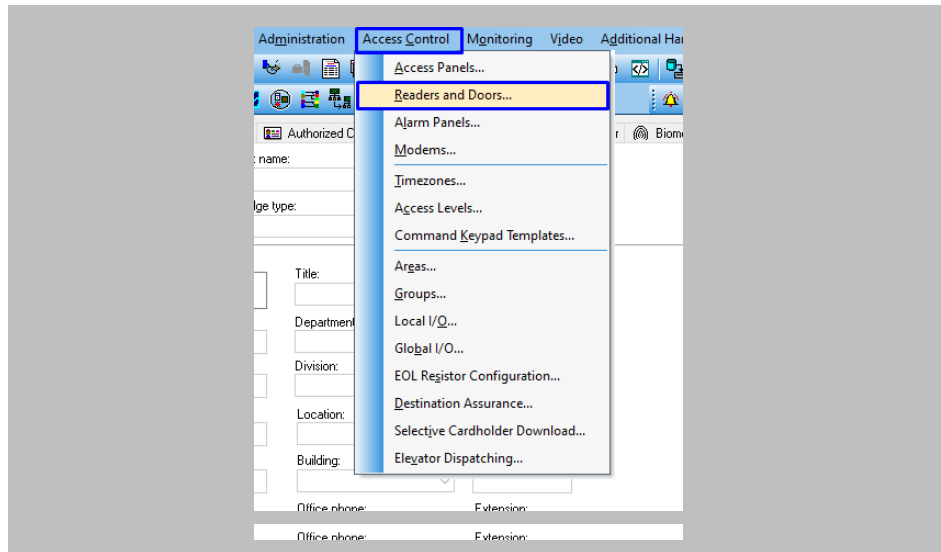 Administration Access Control Monitoring Video Additional Har
Access Panels...
Readers and Doors...
Alarm Panels...
Modems...
Timezones...
Access Levels...
Command Keypad Templates...
Areas...
Groups...
Local I/O...
Global I/O...
EOL Resistor Configuration...
Destination Assurance...
Selective Cardholder Download...
Elevator Dispatching...
Authorized C
r Biom
: name:
lge type:
Title:
Department
Division:
Location:
Building:
Office phone: Extension:
Office phone: Extension: